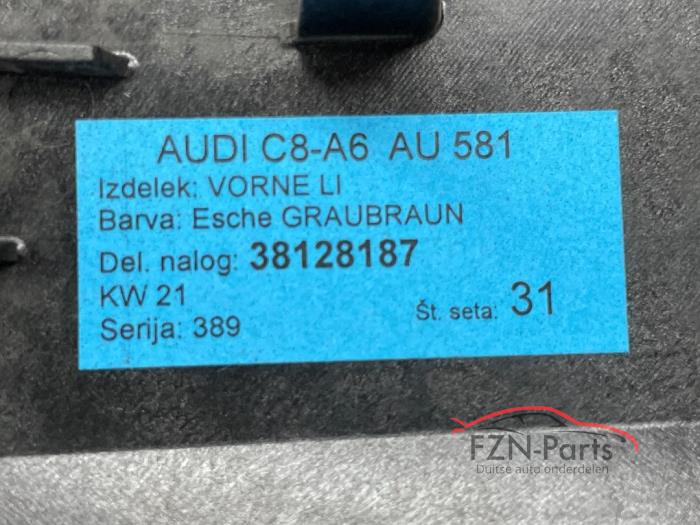 AUDI C8-A6 AU 581
Izdelek: VORNE LI
Barva: Esche GRAUBRAUN
Del. nalog: 38128187
KW 21
Št. seta: 31
Serija: 389
FZN-Parts
Duitse auto onderdelen